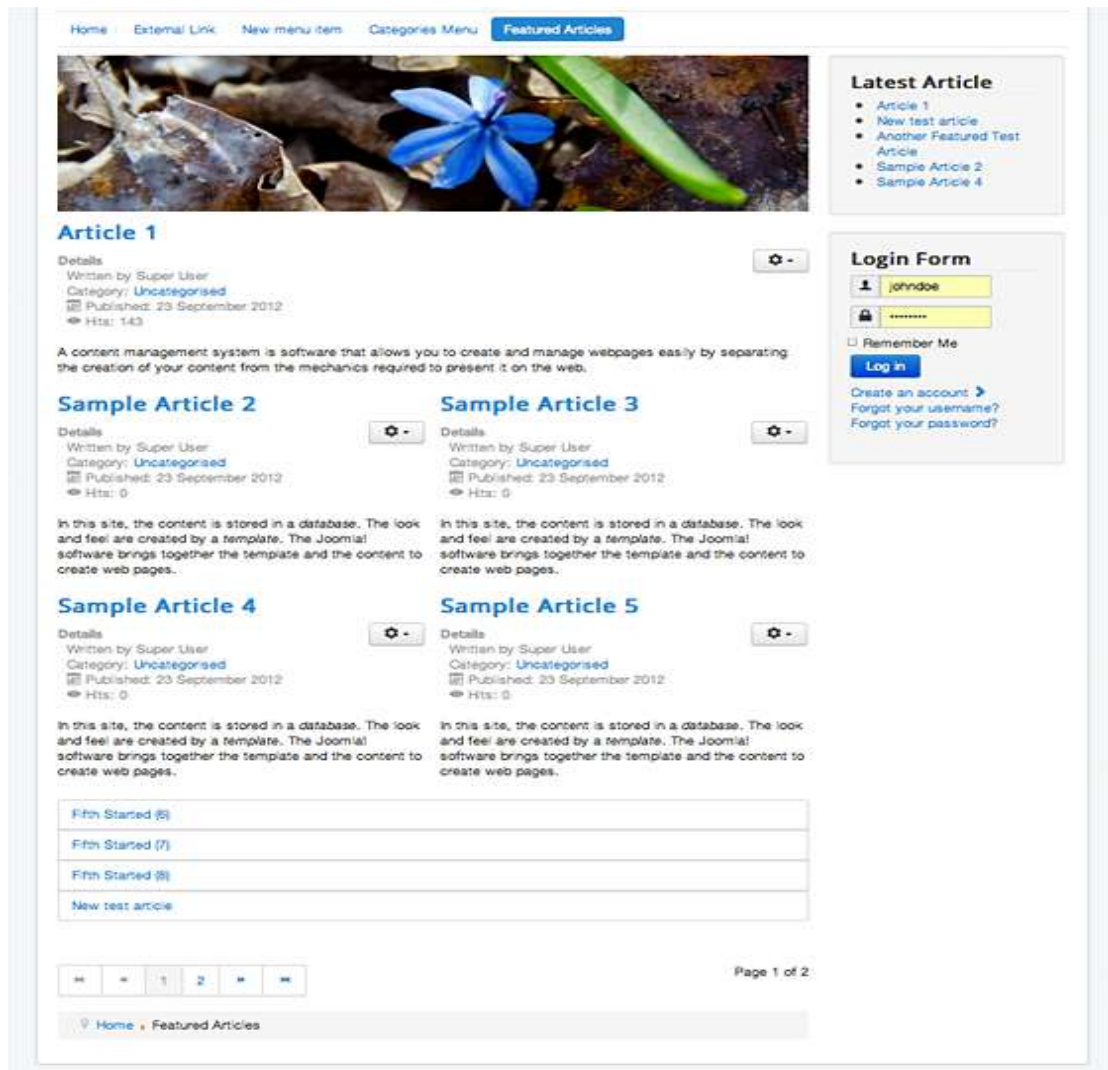 Home External Link New menu item Categories Menu Featured Articles
Article 1
Details
Written by Super User
Category: Uncategorised
Published: 23 September 2012
Hits: 143
A content management system is software that allows you to create and manage webpages easily by separating
the creation of your content from the mechanics required to present it on the web.
Sample Article 2
Details
Written by Super User
Category: Uncategorised
Published: 23 September 2012
Hits: 0
In this site, the content is stored in a database. The look
and feel are created by a template. The Joomla!
software brings together the template and the content to
create web pages.
Sample Article 3
Details
Written by Super User
Category: Uncategorised
Published: 23 September 2012
Hits: 0
In this site, the content is stored in a database. The look
and feel are created by a template. The Joomla!
software brings together the template and the content to
create web pages.
Sample Article 4
Details
Written by Super User
Category: Uncategorised
Published: 23 September 2012
Hits: 0
In this site, the content is stored in a database. The look
and feel are created by a template. The Joomla!
software brings together the template and the content to
create web pages.
Sample Article 5
Details
Written by Super User
Category: Uncategorised
Published: 23 September 2012
Hits: 0
In this site, the content is stored in a database. The look
and feel are created by a template. The Joomla!
software brings together the template and the content to
create web pages.
Fifth Started (6)
Fifth Started (7)
Fifth Started (8)
New test article
1 2
Page 1 of 2
Home Featured Articles
Latest Article
Article 1
New test article
Another Featured Test
Article
Sample Article 2
Sample Article 4
Login Form
johndoe
Remember Me
Log in
Create an account
Forgot your username?
Forgot your password?